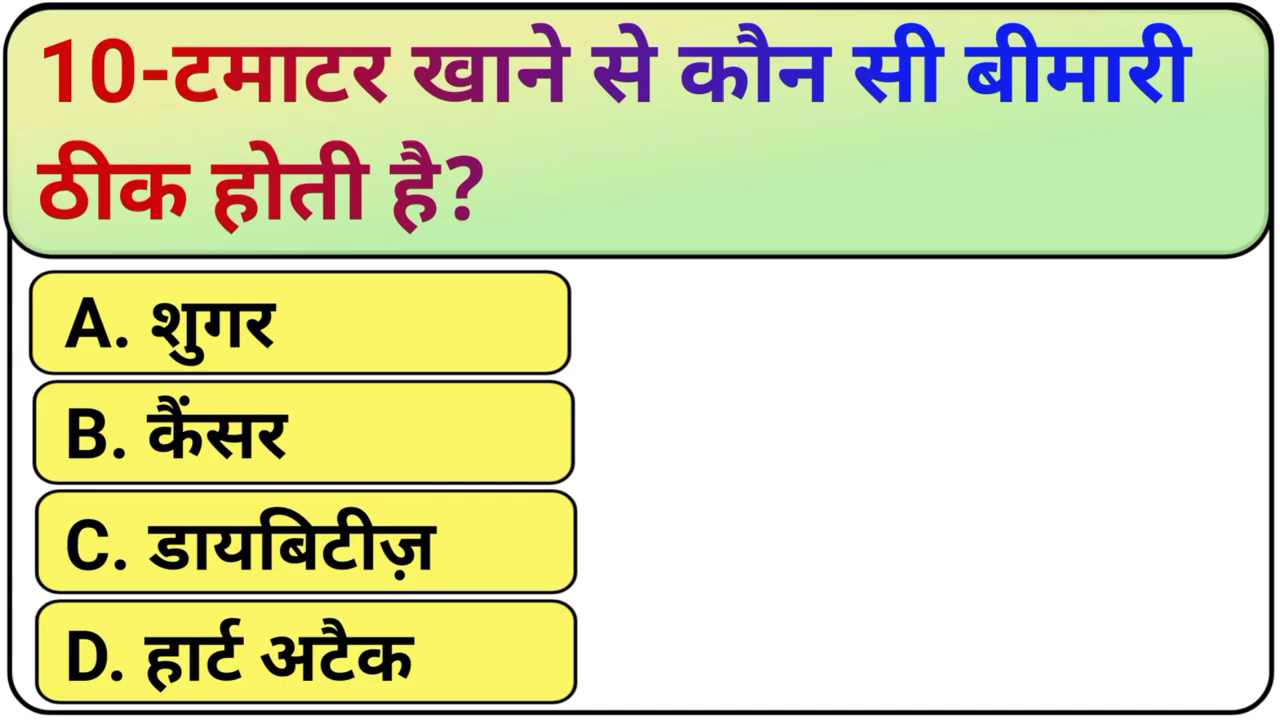 10-टमाटर खाने से कौन सी बीमारी
ठीक होती है?
A. शुगर
B. कैंसर
C. डायबिटीज़
D. हार्ट अटैक